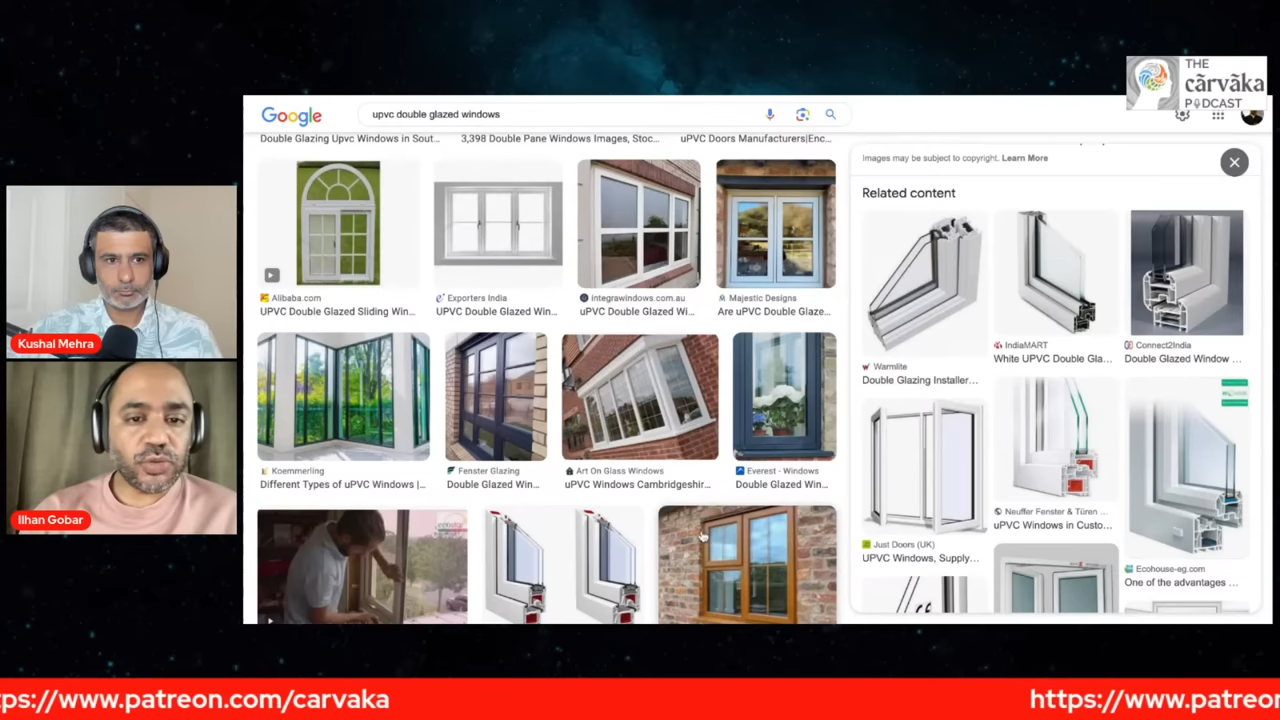 THE
cārvāka
PODCAST
Google
upvc double glazed windows
Double Glazing Upvc Windows in Sout...
3,398 Double Pane Windows Images, Stoc...
uPVC Doors Manufacturers|Enc...
Images may be subject to copyright. Learn More
Related content
Alibaba.com
UPVC Double Glazed Sliding Win...
Exporters India
UPVC Double Glazed Win...
integrawindows.com.au
uPVC Double Glazed Wi...
Majestic Designs
Are uPVC Double Glaze...
Warmlite
Double Glazing Installer...
IndiaMART
White UPVC Double Gla...
Connect2India
Double Glazed Window ...
Kushal Mehra
Koemmerling
Different Types of uPVC Windows |...
Fenster Glazing
Double Glazed Win...
Art On Glass Windows
uPVC Windows Cambridgeshir...
Everest - Windows
Double Glazed Win...
Just Doors (UK)
UPVC Windows, Supply...
Neuffer Fenster & Türen ...
uPVC Windows in Custo...
Ecohouse-eg.com
One of the advantages ...
Ilhan Gobar
tps://www.patreon.com/carvaka
https://www.patreon